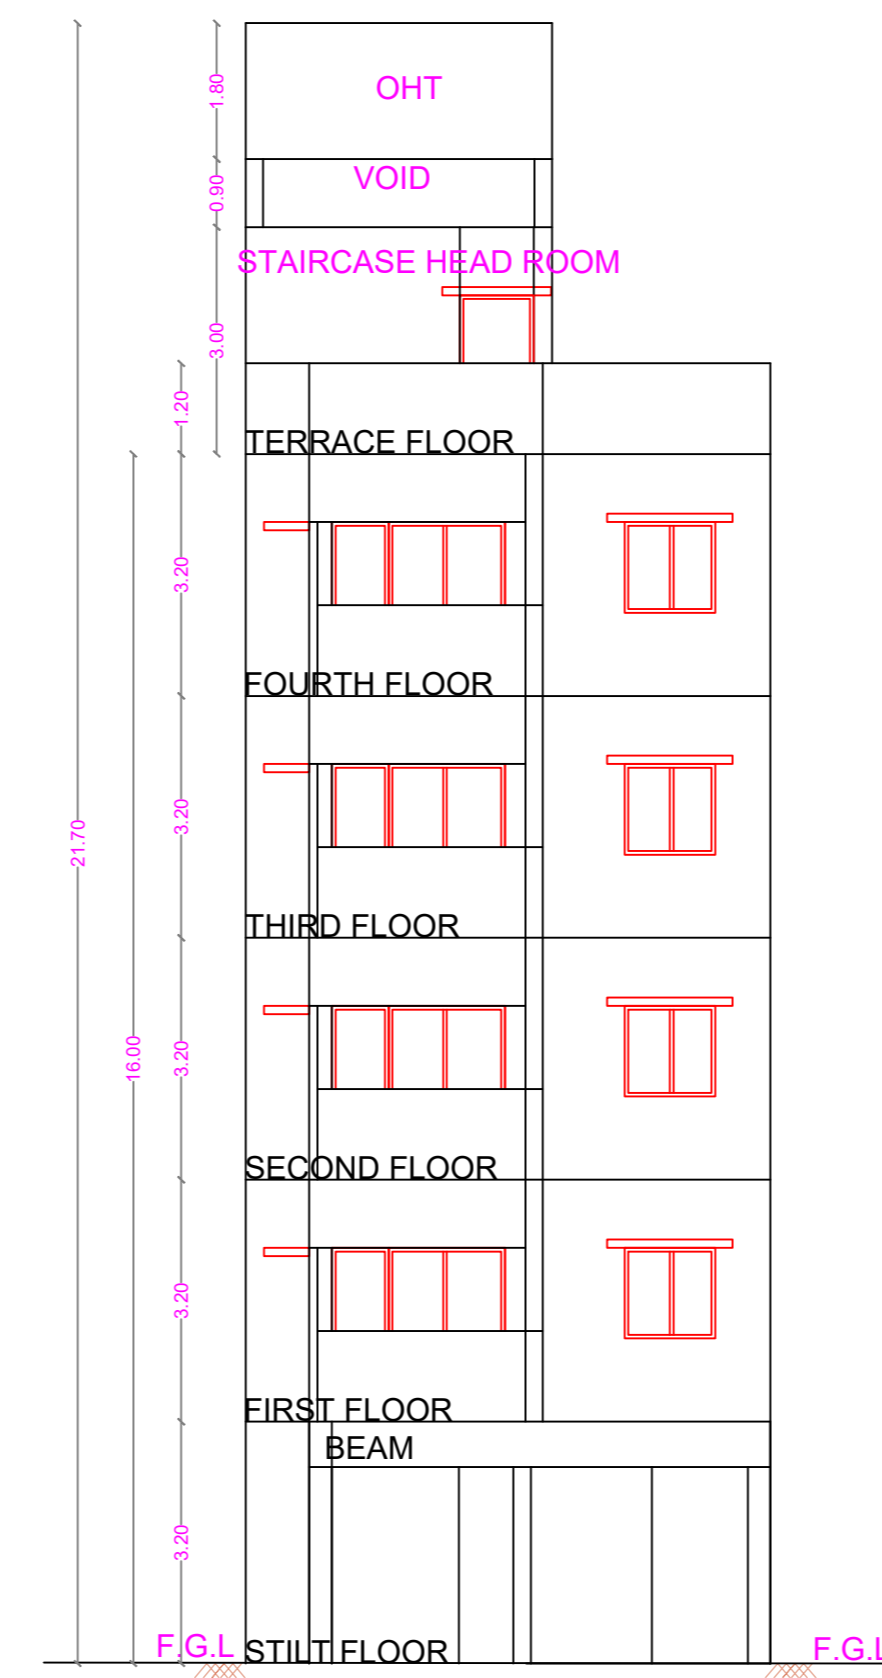 OHT
1.80
VOID
0.90
STAIRCASE HEAD ROOM
3.00
1.20
TERRACE FLOOR
3.20
FOURTH FLOOR
3.20
21.70
THIRD FLOOR
16.00
3.20
SECOND FLOOR
3.20
FIRST FLOOR
BEAM
3.20
F.G.L STILT FLOOR F.G.L